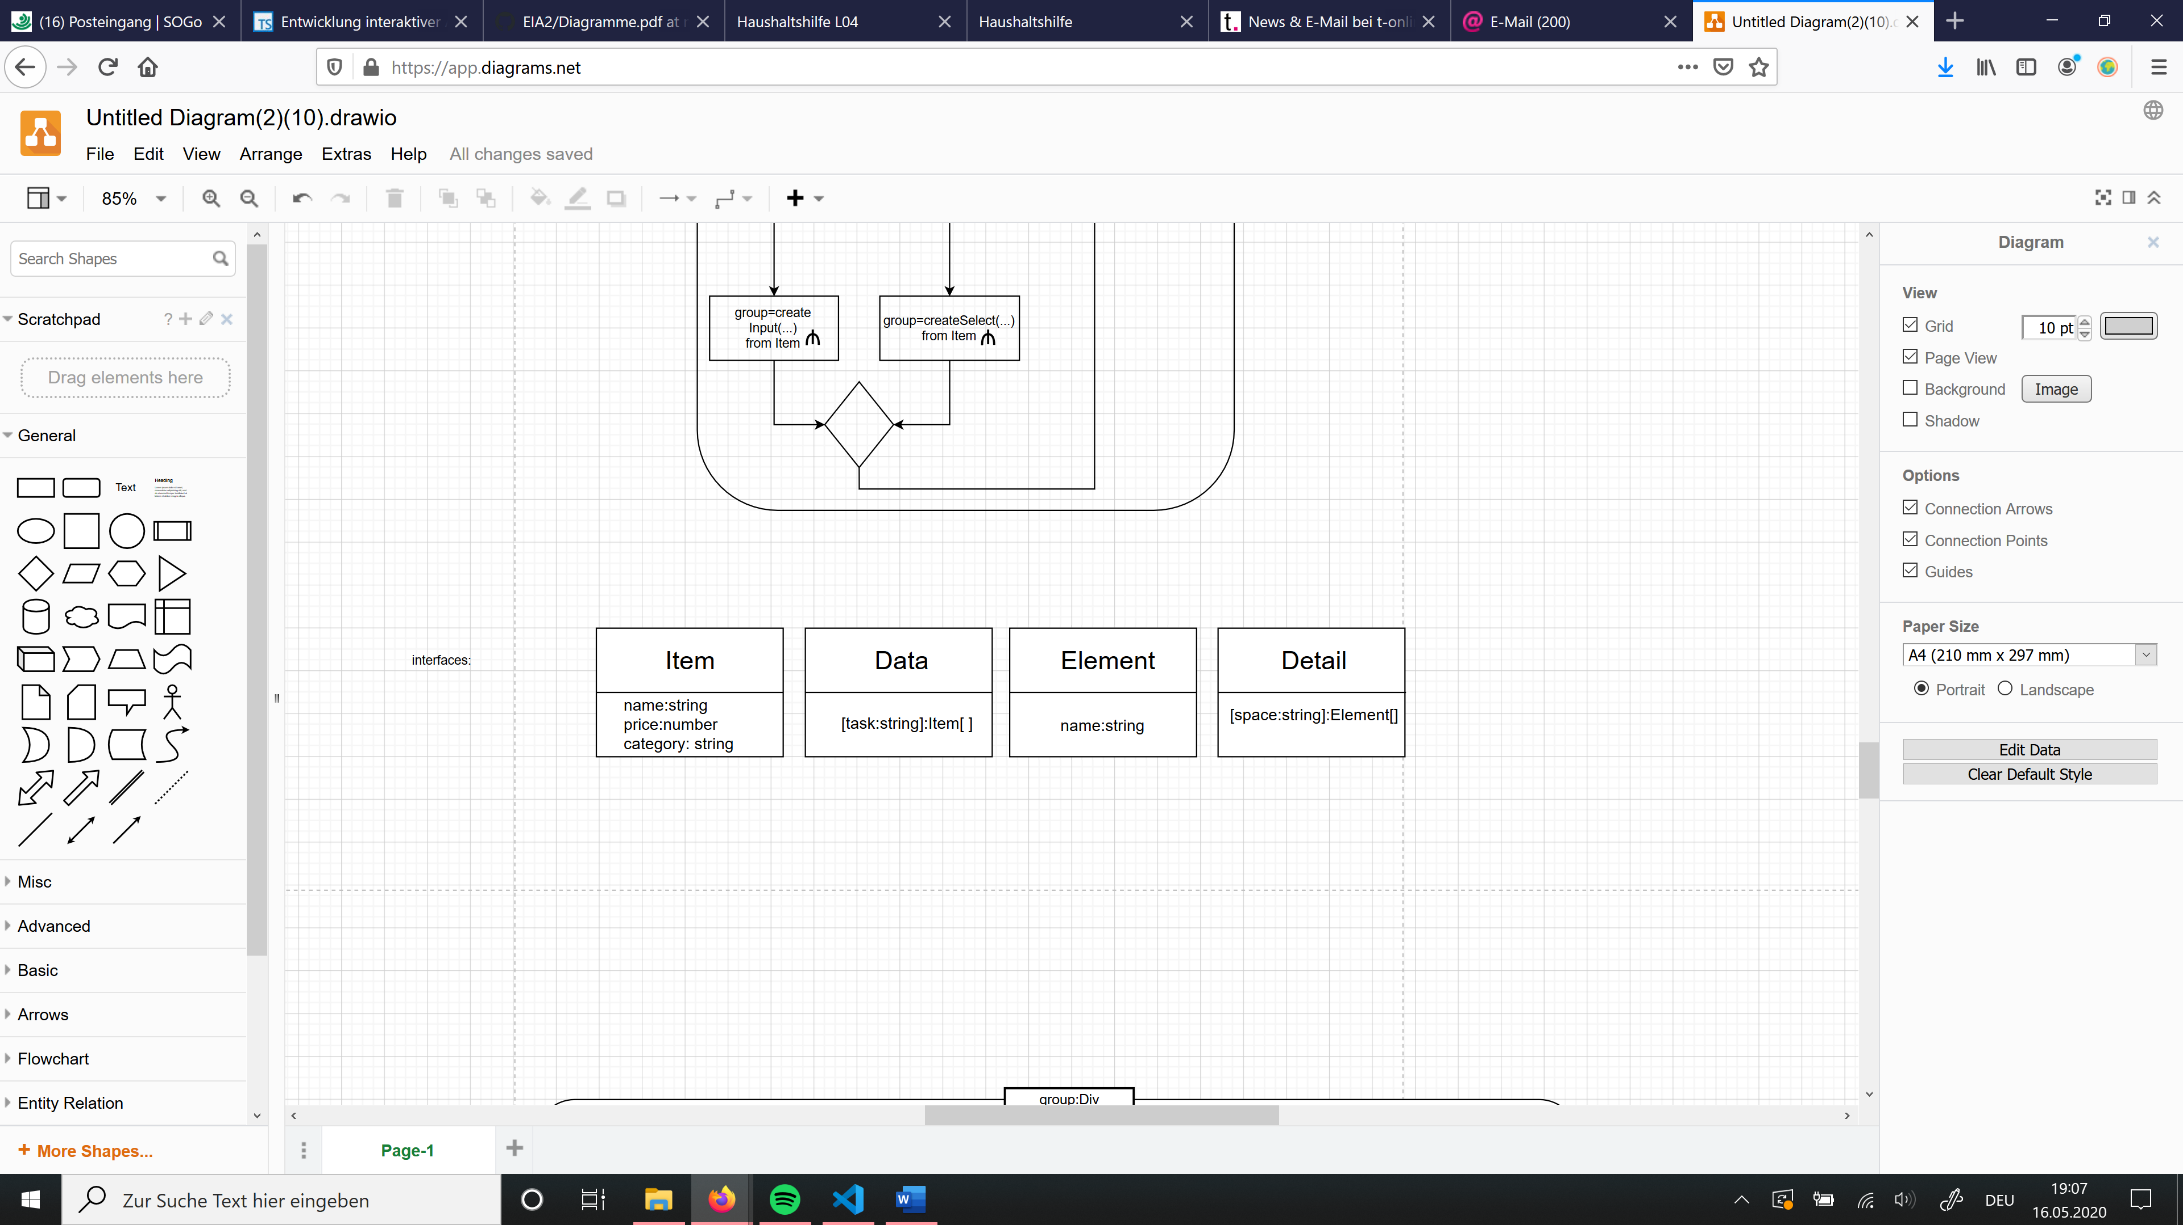 (16) Posteingang | SOGo
Entwicklung interaktiver
EIA2/Diagramme.pdf at
Haushaltshilfe L04
Haushaltshilfe
News & E-Mail bei t-onli
E-Mail (200)
Untitled Diagram(2)(10).
https://app.diagrams.net
Untitled Diagram(2)(10).drawio
File Edit View Arrange Extras Help All changes saved
85%
Search Shapes
Scratchpad ?
Drag elements here
General
Text
Heading
Misc
Advanced
Basic
Arrows
Flowchart
Entity Relation
+ More Shapes...
group=create
Input(...)
from Item
group=createSelect(...)
from Item
interfaces:
Item
name:string
price:number
category: string
Data
[task:string]:Item[ ]
Element
name:string
Detail
[space:string]:Element[]
group:Div
Page-1
Diagram
View
Grid 10 pt
Page View
Background Image
Shadow
Options
Connection Arrows
Connection Points
Guides
Paper Size
A4 (210 mm x 297 mm)
Portrait Landscape
Edit Data
Clear Default Style
Zur Suche Text hier eingeben
DEU
19:07
16.05.2020